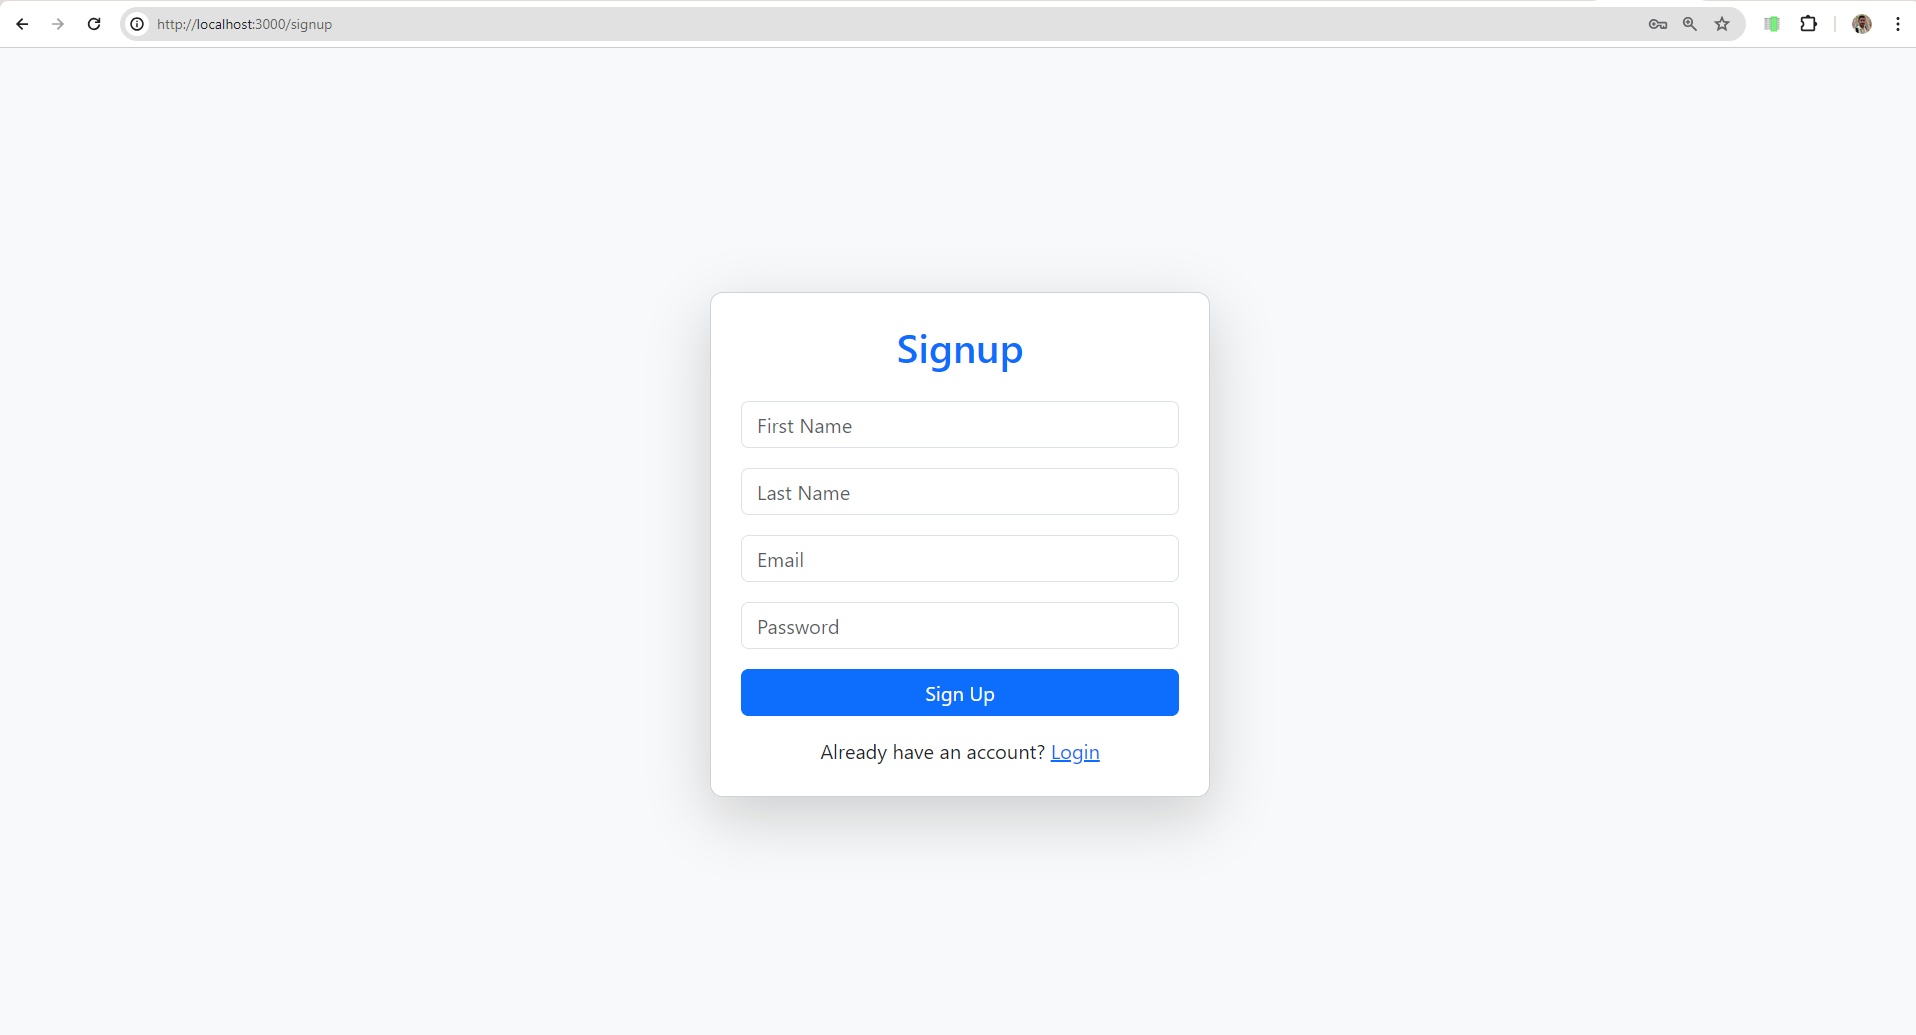 http://localhost:3000/signup
Signup
First Name
Last Name
Email
Password
Sign Up
Already have an account? Login